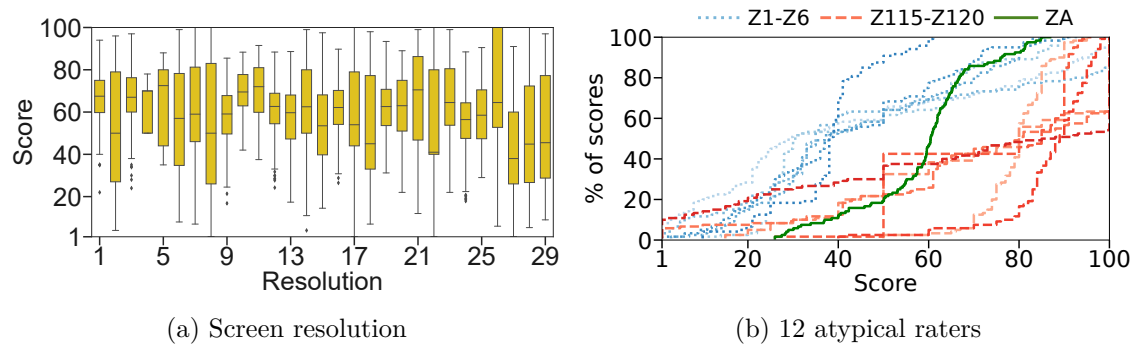 Score
100
80
60
40
20
1
1 5 9 13 17 21 25 29
Resolution
(a) Screen resolution
Z1-Z6 Z115-Z120 ZA
% of scores
100
80
60
40
20
0
1 20 40 60 80 100
Score
(b) 12 atypical raters